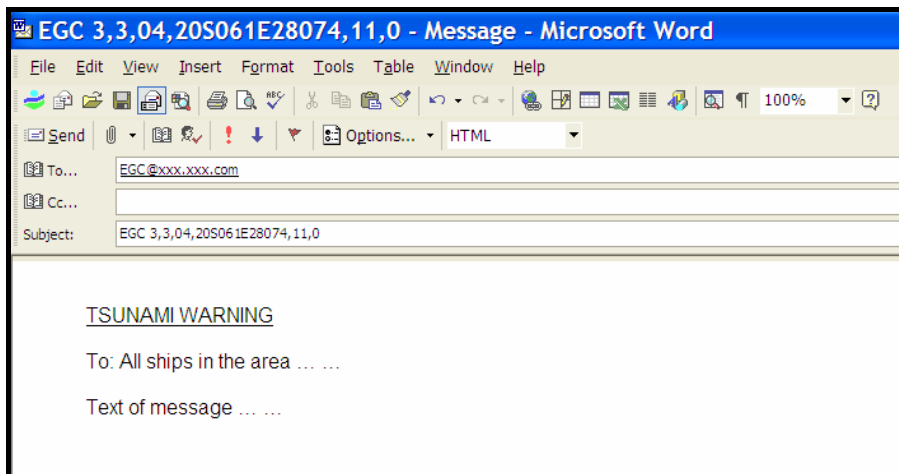 EGC 3,3,04,20S061E28074,11,0 - Message - Microsoft Word
File Edit View Insert Format Tools Table Window Help
ABC 100%
Send Options... HTML
To... EGC@xxx.xxx.com
Cc...
Subject: EGC 3,3,04,20S061E28074,11,0
TSUNAMI WARNING
To: All ships in the area ... ...
Text of message ... ...